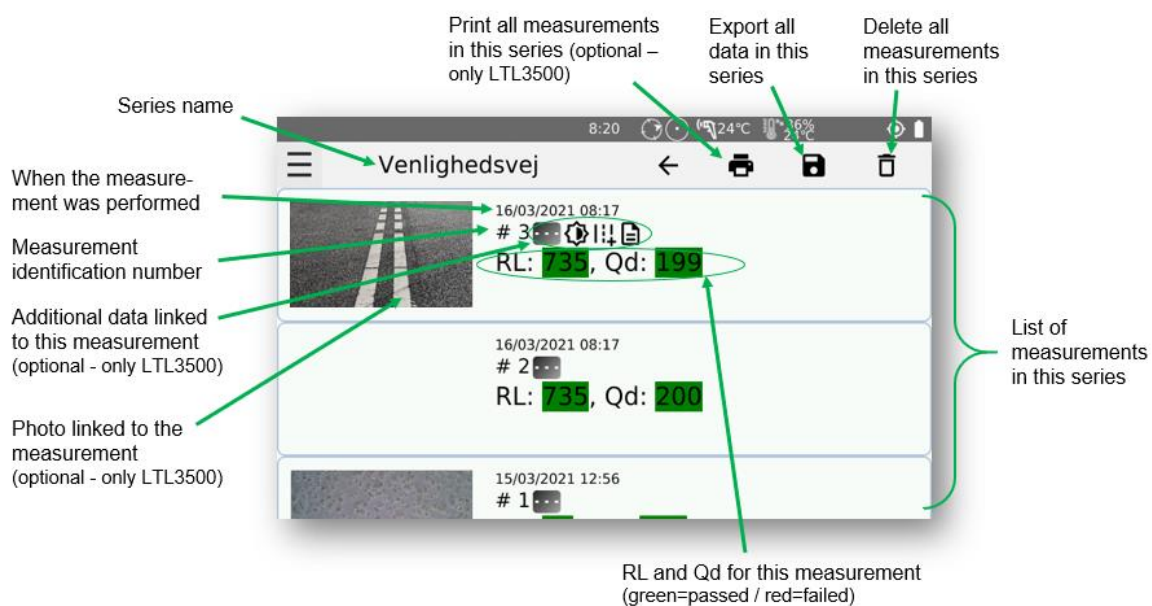 Print all measurements
in this series (optional –
only LTL3500)
Export all
data in this
series
Delete all
measurements
in this series
Series name
8:20 24°C 36%
24°C
Venlighedsvej
When the measure-
ment was performed
16/03/2021 08:17
Measurement
identification number
# 3
RL: 735, Qd: 199
Additional data linked
to this measurement
(optional - only LTL3500)
16/03/2021 08:17
# 2
RL: 735, Qd: 200
List of
measurements
in this series
Photo linked to the
measurement
(optional - only LTL3500)
15/03/2021 12:56
# 1
RL and Qd for this measurement
(green=passed / red=failed)